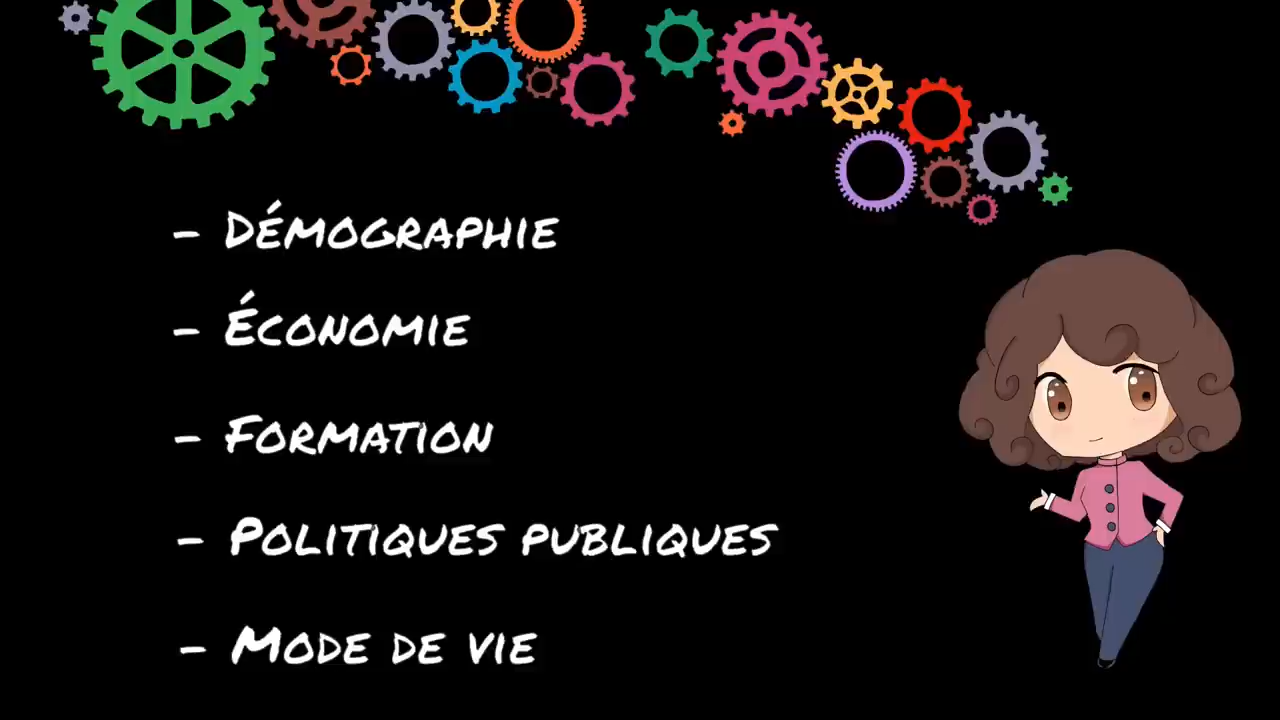 - Démographie
- Économie
- Formation
- Politiques publiques
- Mode de vie